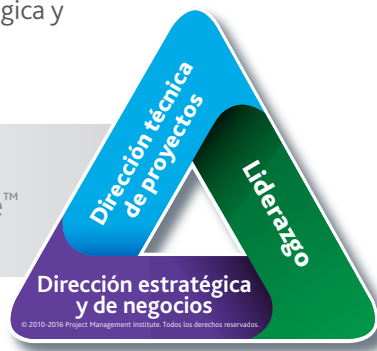 gica y
™
Dirección técnica
de proyectos
Liderazgo
Dirección estratégica
y de negocios
© 2010-2016 Project Management Institute. Todos los derechos reservados.